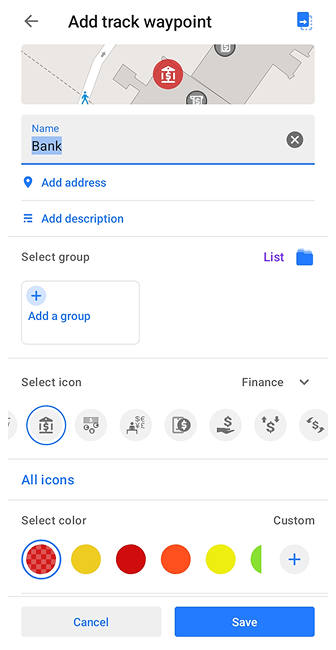 Add track waypoint
Name
Bank
Add address
Add description
Select group
List
Add a group
Select icon
Finance
All icons
Select color
Custom
Cancel
Save